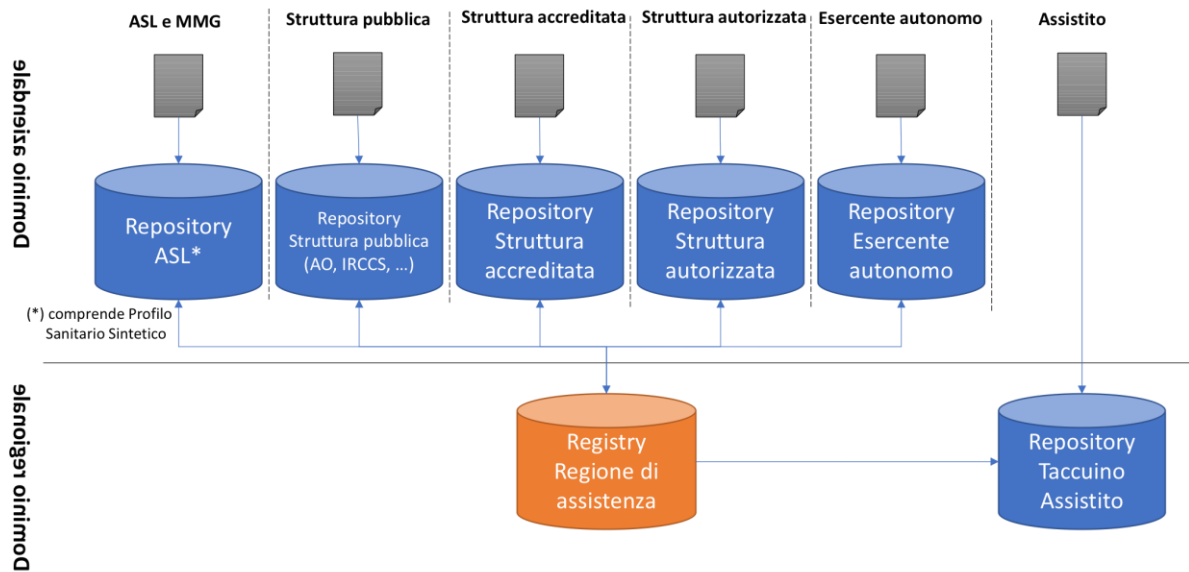 ASL e MMG
Struttura pubblica
Struttura accreditata
Struttura autorizzata
Esercente autonomo
Assistito
Dominio aziendale
Repository
ASL*
Repository
Struttura pubblica
(AO, IRCCS, ...)
Repository
Struttura
accreditata
Repository
Struttura
autorizzata
Repository
Esercente
autonomo
(*) comprende Profilo
Sanitario Sintetico
Dominio regionale
Registry
Regione di
assistenza
Repository
Taccuino
Assistito